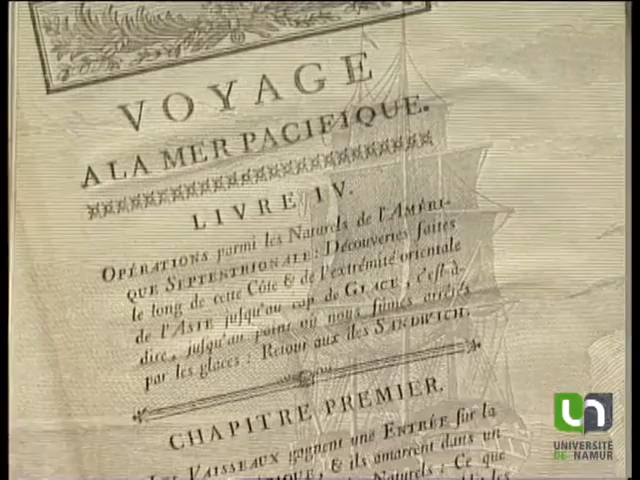 VOYAGE
A LA MER PACIFIQUE.
LIVRE IV.
OPÉRATIONS parmi les Naturels de l'AMÉRI-
QUE SEPTENTRIONALE: Découvertes faites
le long de cette Côte & de l'extrémité orientale
de l'ASIE jusqu'au cap de GLACE, c'est-à-
dire, jusqu'au point où nous fûmes arrêtés
par les glaces: Retour aux îles SANDWICH.
CHAPITRE PREMIER.
LES VAISSEAUX gagnent une ENTRÉE sur la
& ils amarrent dans un
Naturels: Ce que
les
UNIVERSITÉ
DE NAMUR